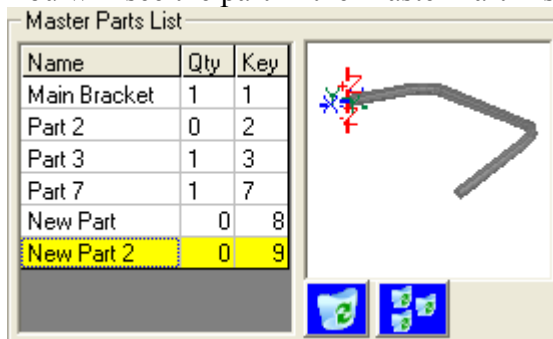 Master Parts List
Name Qty Key
Main Bracket 1 1
Part 2 0 2
Part 3 1 3
Part 7 1 7
New Part 0 8
New Part 2 0 9